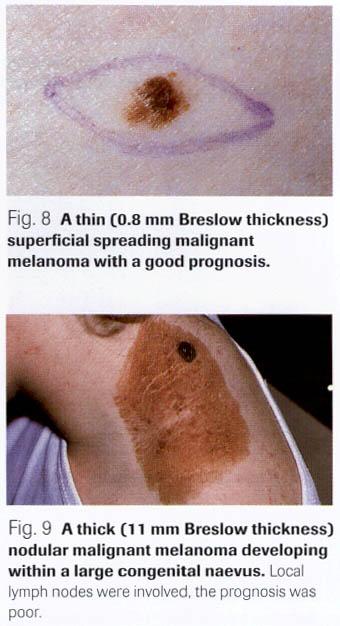 Fig. 8 A thin (0.8 mm Breslow thickness)
superficial spreading malignant
melanoma with a good prognosis.
Fig. 9 A thick (11 mm Breslow thickness)
nodular malignant melanoma developing
within a large congenital naevus. Local
lymph nodes were involved, the prognosis was
poor.